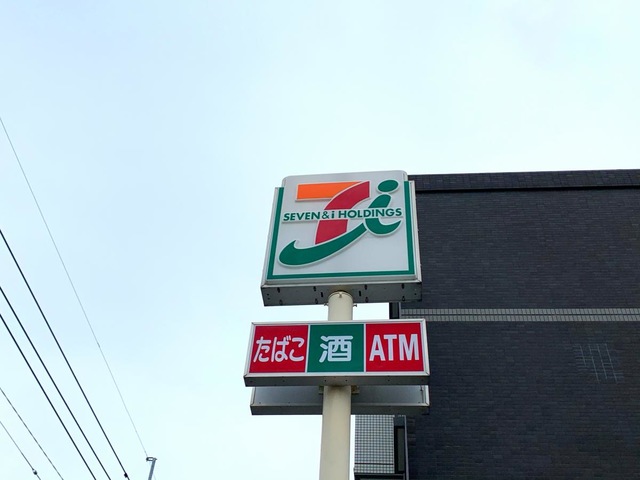 7i
SEVEN&i HOLDINGS
たばこ 酒 ATM